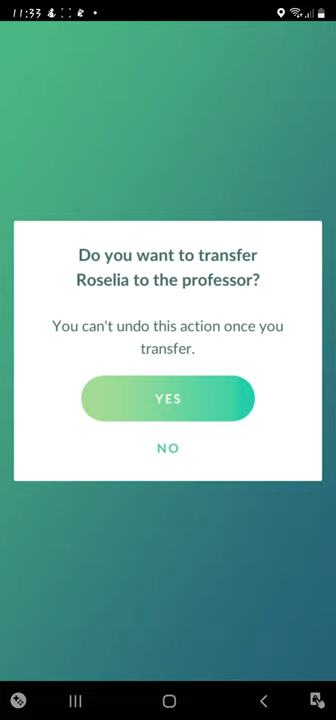 11:33
Do you want to transfer
Roselia to the professor?
You can't undo this action once you
transfer.
YES
NO